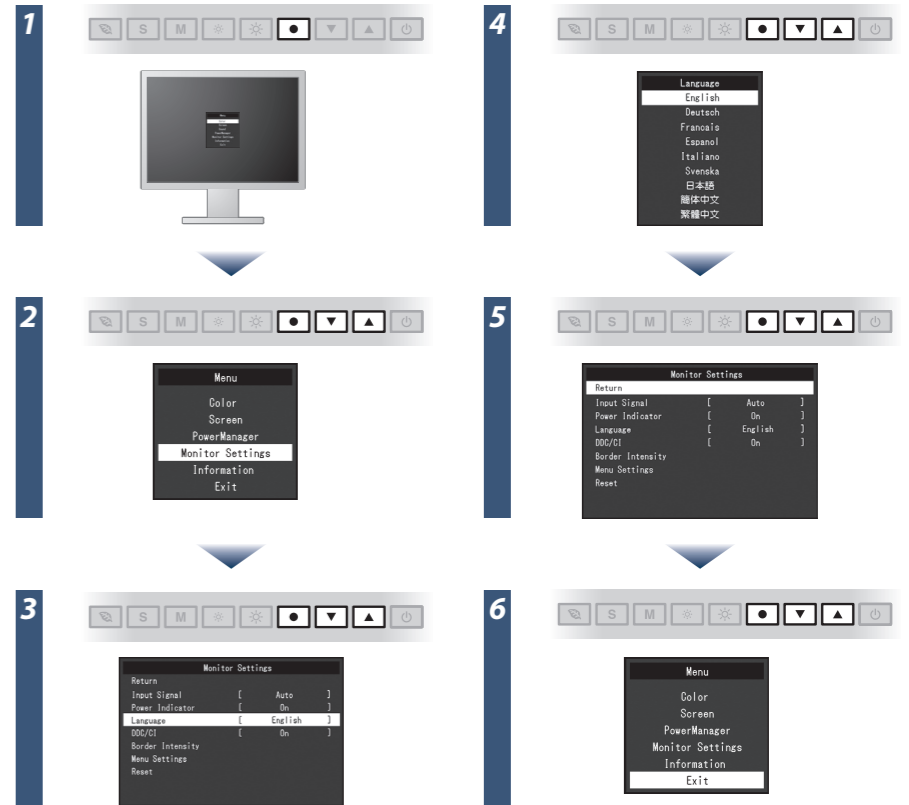 1
S M
Menu
2
S M
Menu
Color
Screen
PowerManager
Monitor Settings
Information
Exit
3
S M
Monitor Settings
Return
Input Signal [ Auto ]
Power Indicator [ On ]
Language [ English ]
DDC/CI [ On ]
Border Intensity
Menu Settings
Reset
4
S M
Language
English
Deutsch
Francais
Espanol
Italiano
Svenska
日本語
簡体中文
繁體中文
5
S M
Monitor Settings
Return
Input Signal [ Auto ]
Power Indicator [ On ]
Language [ English ]
DDC/CI [ On ]
Border Intensity
Menu Settings
Reset
6
S M
Menu
Color
Screen
PowerManager
Monitor Settings
Information
Exit